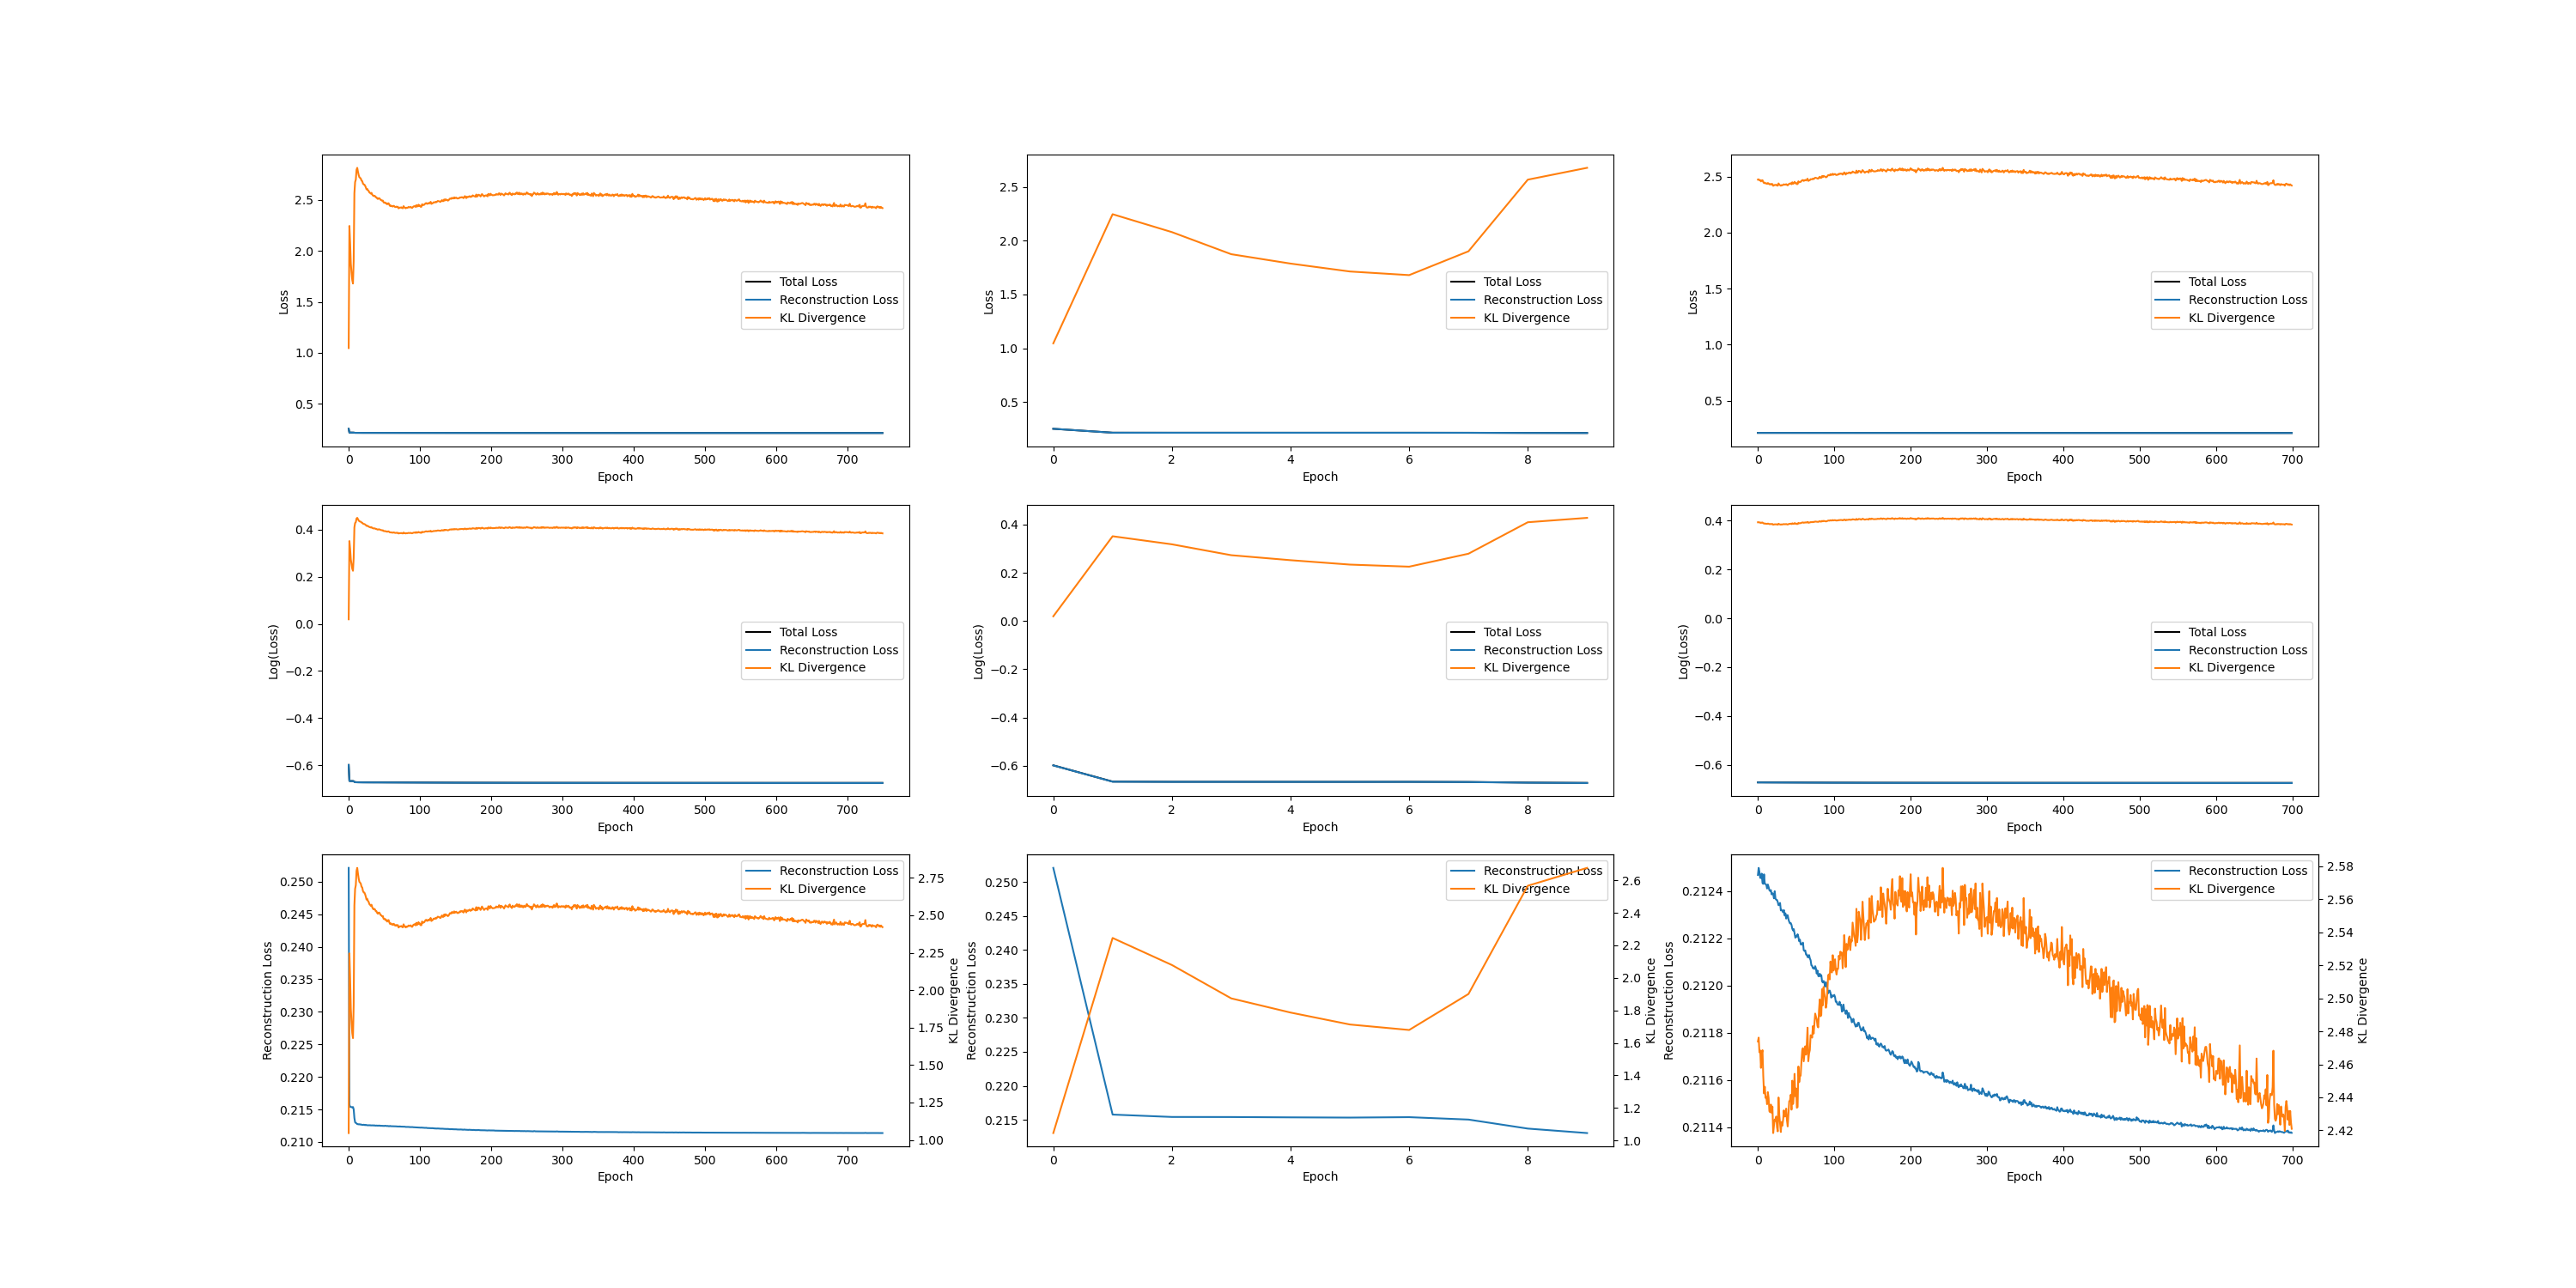 2.5
2.0
1.5
1.0
0.5
Loss
0 100 200 300 400 500 600 700
Epoch
Total Loss
Reconstruction Loss
KL Divergence
2.5
2.0
1.5
1.0
0.5
Loss
0 2 4 6 8
Epoch
Total Loss
Reconstruction Loss
KL Divergence
2.5
2.0
1.5
1.0
0.5
Loss
0 100 200 300 400 500 600 700
Epoch
Total Loss
Reconstruction Loss
KL Divergence
0.4
0.2
0.0
−0.2
−0.4
−0.6
Log(Loss)
0 100 200 300 400 500 600 700
Epoch
Total Loss
Reconstruction Loss
KL Divergence
0.4
0.2
0.0
−0.2
−0.4
−0.6
Log(Loss)
0 2 4 6 8
Epoch
Total Loss
Reconstruction Loss
KL Divergence
0.4
0.2
0.0
−0.2
−0.4
−0.6
Log(Loss)
0 100 200 300 400 500 600 700
Epoch
Total Loss
Reconstruction Loss
KL Divergence
0.250
0.245
0.240
0.235
0.230
0.225
0.220
0.215
0.210
Reconstruction Loss
0 100 200 300 400 500 600 700
Epoch
Reconstruction Loss
KL Divergence
2.75
2.50
2.25
2.00
1.75
1.50
1.25
1.00
KL Divergence
0.250
0.245
0.240
0.235
0.230
0.225
0.220
0.215
Reconstruction Loss
0 2 4 6 8
Epoch
Reconstruction Loss
KL Divergence
2.6
2.4
2.2
2.0
1.8
1.6
1.4
1.2
1.0
KL Divergence
0.2124
0.2122
0.2120
0.2118
0.2116
0.2114
Reconstruction Loss
0 100 200 300 400 500 600 700
Epoch
Reconstruction Loss
KL Divergence
2.58
2.56
2.54
2.52
2.50
2.48
2.46
2.44
2.42
KL Divergence